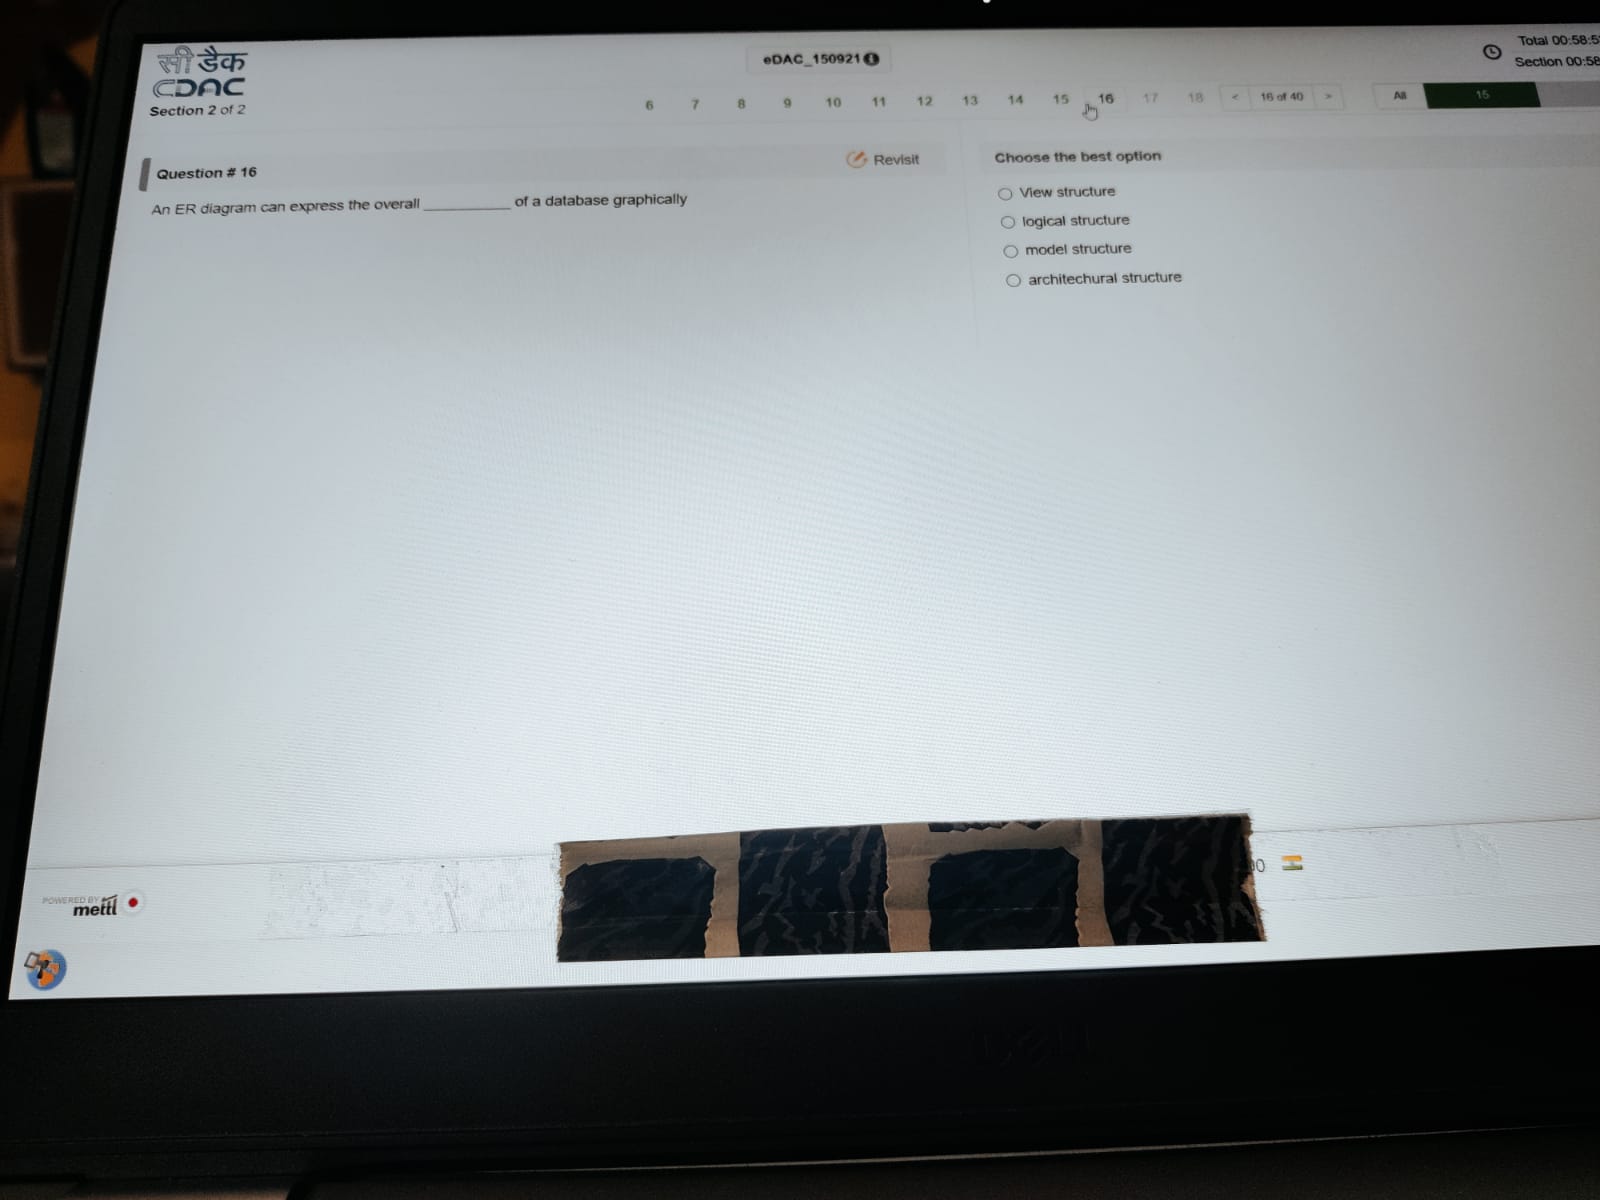 सी डैक
CDAC
Section 2 of 2
eDAC_150921
Total 00:58:5
Section 00:58
6 7 8 9 10 11 12 13 14 15 16 17 18 < 16 of 40 > All 15
Question # 16
Revisit
An ER diagram can express the overall __________ of a database graphically
Choose the best option
View structure
logical structure
model structure
architechural structure
POWERED BY
mettl
DELL